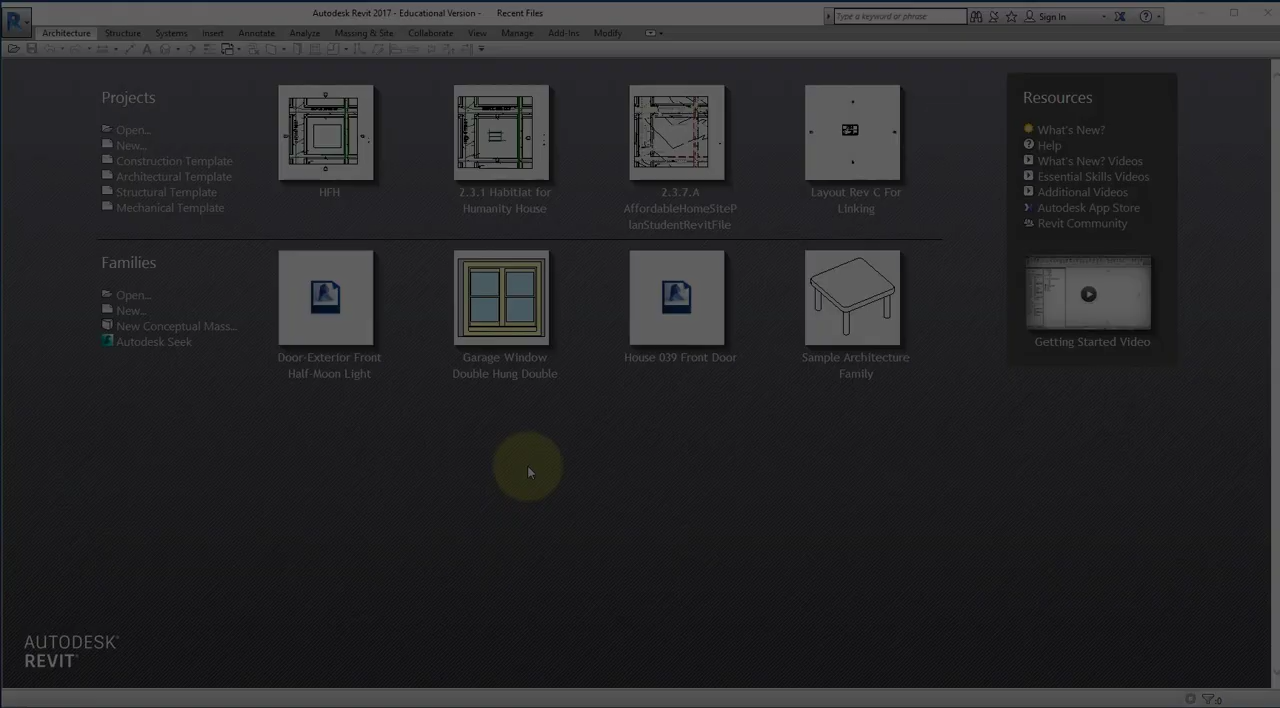 Autodesk Revit 2017 - Educational Version - Recent Files
Type a keyword or phrase
Sign In
Architecture Structure Systems Insert Annotate Analyze Massing & Site Collaborate View Manage Add-Ins Modify
Projects
Open...
New...
Construction Template
Architectural Template
Structural Template
Mechanical Template
HFH
2.3.1 Habitiat for
Humanity House
2.3.7.A
AffordableHomeSiteP
lanStudentRevitFile
Layout Rev C For
Linking
Resources
What's New?
Help
What's New? Videos
Essential Skills Videos
Additional Videos
Autodesk App Store
Revit Community
Getting Started Video
Families
Open...
New...
New Conceptual Mass...
Autodesk Seek
Door-Exterior Front
Half-Moon Light
Garage Window
Double Hung Double
House 039 Front Door
Sample Architecture
Family
AUTODESK®
REVIT®
:0